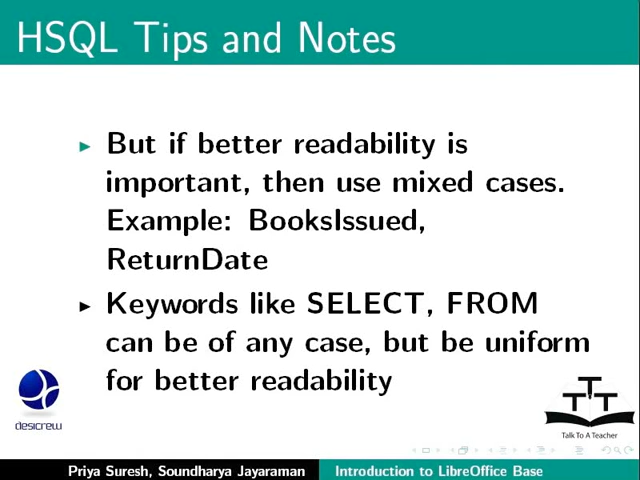 HSQL Tips and Notes
But if better readability is
important, then use mixed cases.
Example: BooksIssued,
ReturnDate
Keywords like SELECT, FROM
can be of any case, but be uniform
for better readability
desicrew
TTT
Talk To A Teacher
Priya Suresh, Soundharya Jayaraman Introduction to LibreOffice Base